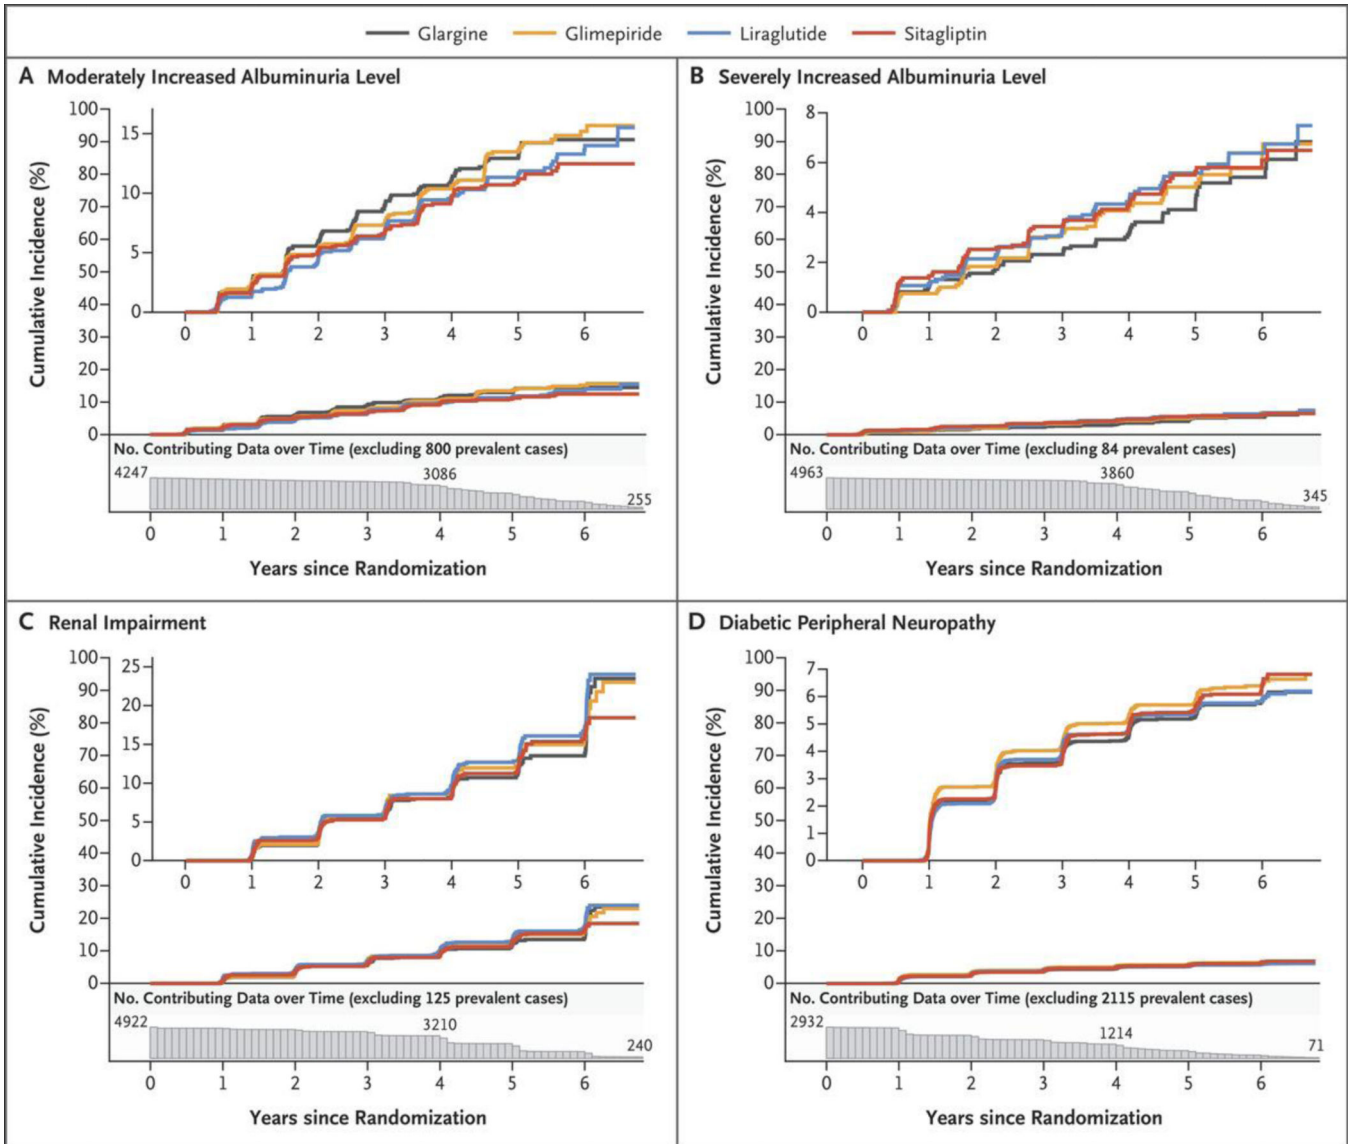 Glargine Glimepiride Liraglutide Sitagliptin
A Moderately Increased Albuminuria Level
Cumulative Incidence (%)
100
90
80
70
60
50
40
30
20
10
0
15
10
5
0
0 1 2 3 4 5 6
No. Contributing Data over Time (excluding 800 prevalent cases)
4247 3086 255
0 1 2 3 4 5 6
Years since Randomization
B Severely Increased Albuminuria Level
Cumulative Incidence (%)
100
90
80
70
60
50
40
30
20
10
0
8
6
4
2
0
0 1 2 3 4 5 6
No. Contributing Data over Time (excluding 84 prevalent cases)
4963 3860 345
0 1 2 3 4 5 6
Years since Randomization
C Renal Impairment
Cumulative Incidence (%)
100
90
80
70
60
50
40
30
20
10
0
25
20
15
10
5
0
0 1 2 3 4 5 6
No. Contributing Data over Time (excluding 125 prevalent cases)
4922 3210 240
0 1 2 3 4 5 6
Years since Randomization
D Diabetic Peripheral Neuropathy
Cumulative Incidence (%)
100
90
80
70
60
50
40
30
20
10
0
7
6
5
4
3
2
1
0
0 1 2 3 4 5 6
No. Contributing Data over Time (excluding 2115 prevalent cases)
2932 1214 71
0 1 2 3 4 5 6
Years since Randomization